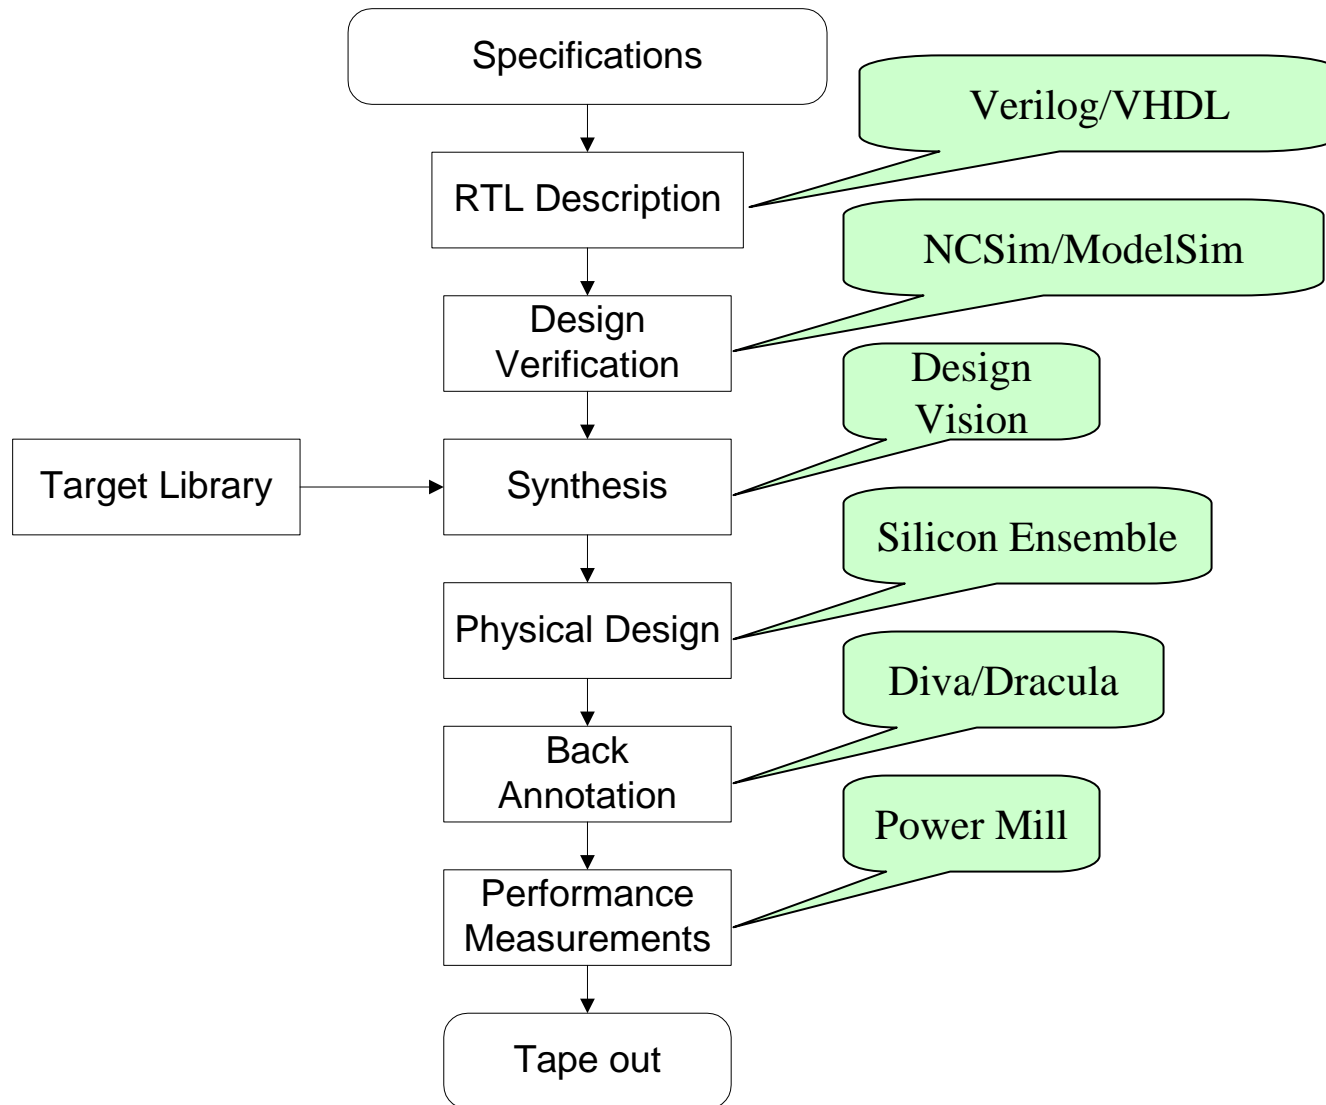 Specifications
Verilog/VHDL
RTL Description
NCSim/ModelSim
Design
Verification
Design
Vision
Target Library
Synthesis
Silicon Ensemble
Physical Design
Diva/Dracula
Back
Annotation
Power Mill
Performance
Measurements
Tape out